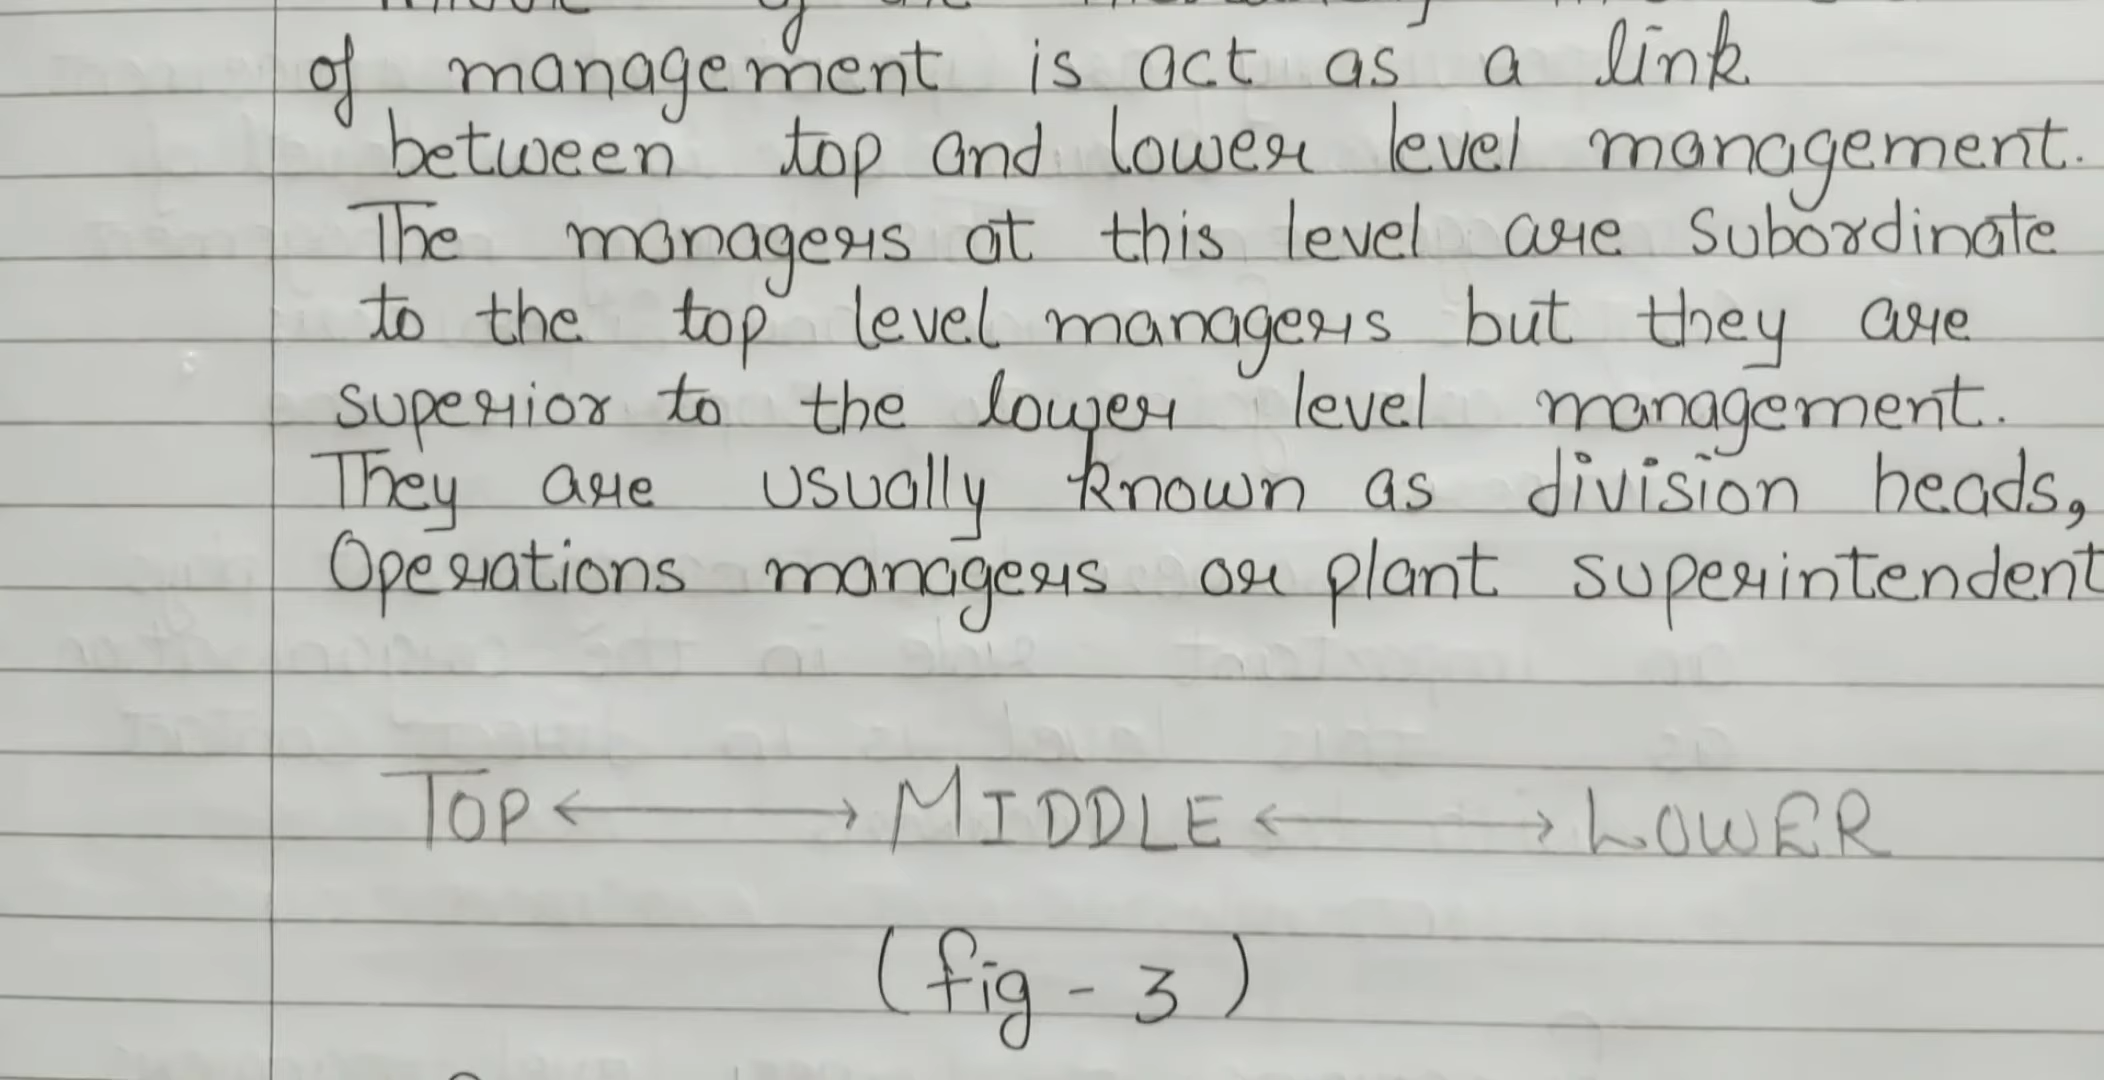 of management is act as a link
between top and lower level management.
The managers at this level are subordinate
to the top level managers but they are
superior to the lower level management.
They are usually known as division heads,
Operations managers or plant superintendent
TOP <-----> MIDDLE <-----> LOWER
(fig - 3)